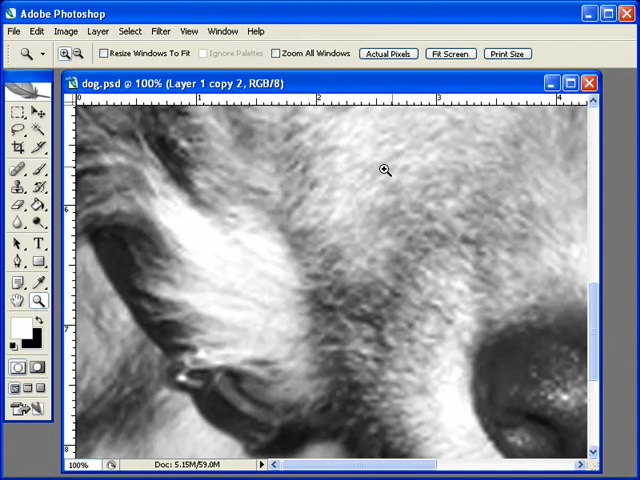 Adobe Photoshop
File Edit Image Layer Select Filter View Window Help
Resize Windows To Fit Ignore Palettes Zoom All Windows Actual Pixels Fit Screen Print Size
dog.psd @ 100% (Layer 1 copy 2, RGB/8)
0 1 2 3 4
6
7
8
T
100% Doc: 5.15M/59.0M